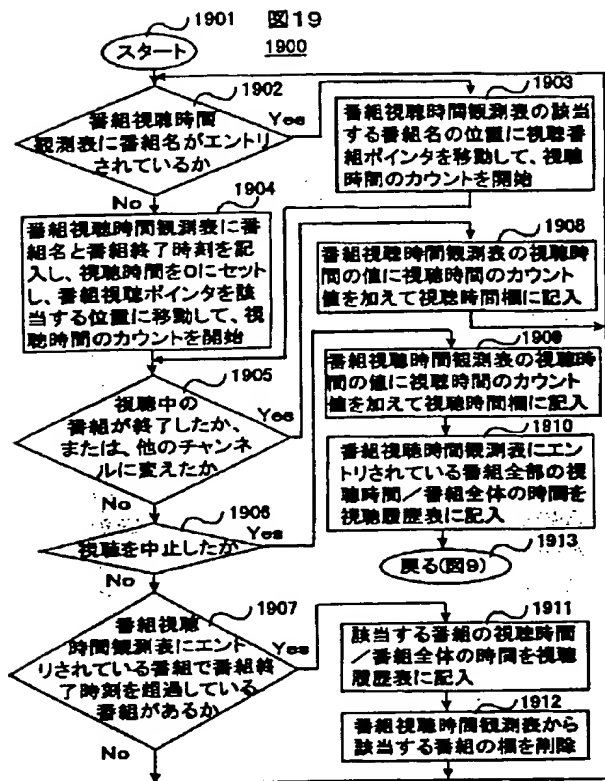 1901
図19
1900
スタート
1902
番組視聴時間
観測表に番組名がエントリ
されているか
Yes
No
1903
番組視聴時間観測表の該当
する番組名の位置に視聴番
組ポインタを移動して、視聴
時間のカウントを開始
1904
番組視聴時間観測表に番
組名と番組終了時刻を記
入し、視聴時間を0にセット
し、番組視聴ポインタを該
当する位置に移動して、視
聴時間のカウントを開始
1908
番組視聴時間観測表の視聴時
間の値に視聴時間のカウント
値を加えて視聴時間欄に記入
1905
視聴中の
番組が終了したか、
または、他のチャンネ
ルに変えたか
Yes
No
1909
番組視聴時間観測表の視聴時
間の値に視聴時間のカウント
値を加えて視聴時間欄に記入
1910
番組視聴時間観測表にエント
リされている番組全部の視
聴時間/番組全体の時間を
視聴履歴表に記入
1906
視聴を中止したか
Yes
No
1913
戻る(図9)
1907
番組視聴
時間観測表にエント
リされている番組で番組終
了時刻を超過している
番組があるか
Yes
No
1911
該当する番組の視聴時間
/番組全体の時間を視聴
履歴表に記入
1912
番組視聴時間観測表から
該当する番組の欄を削除